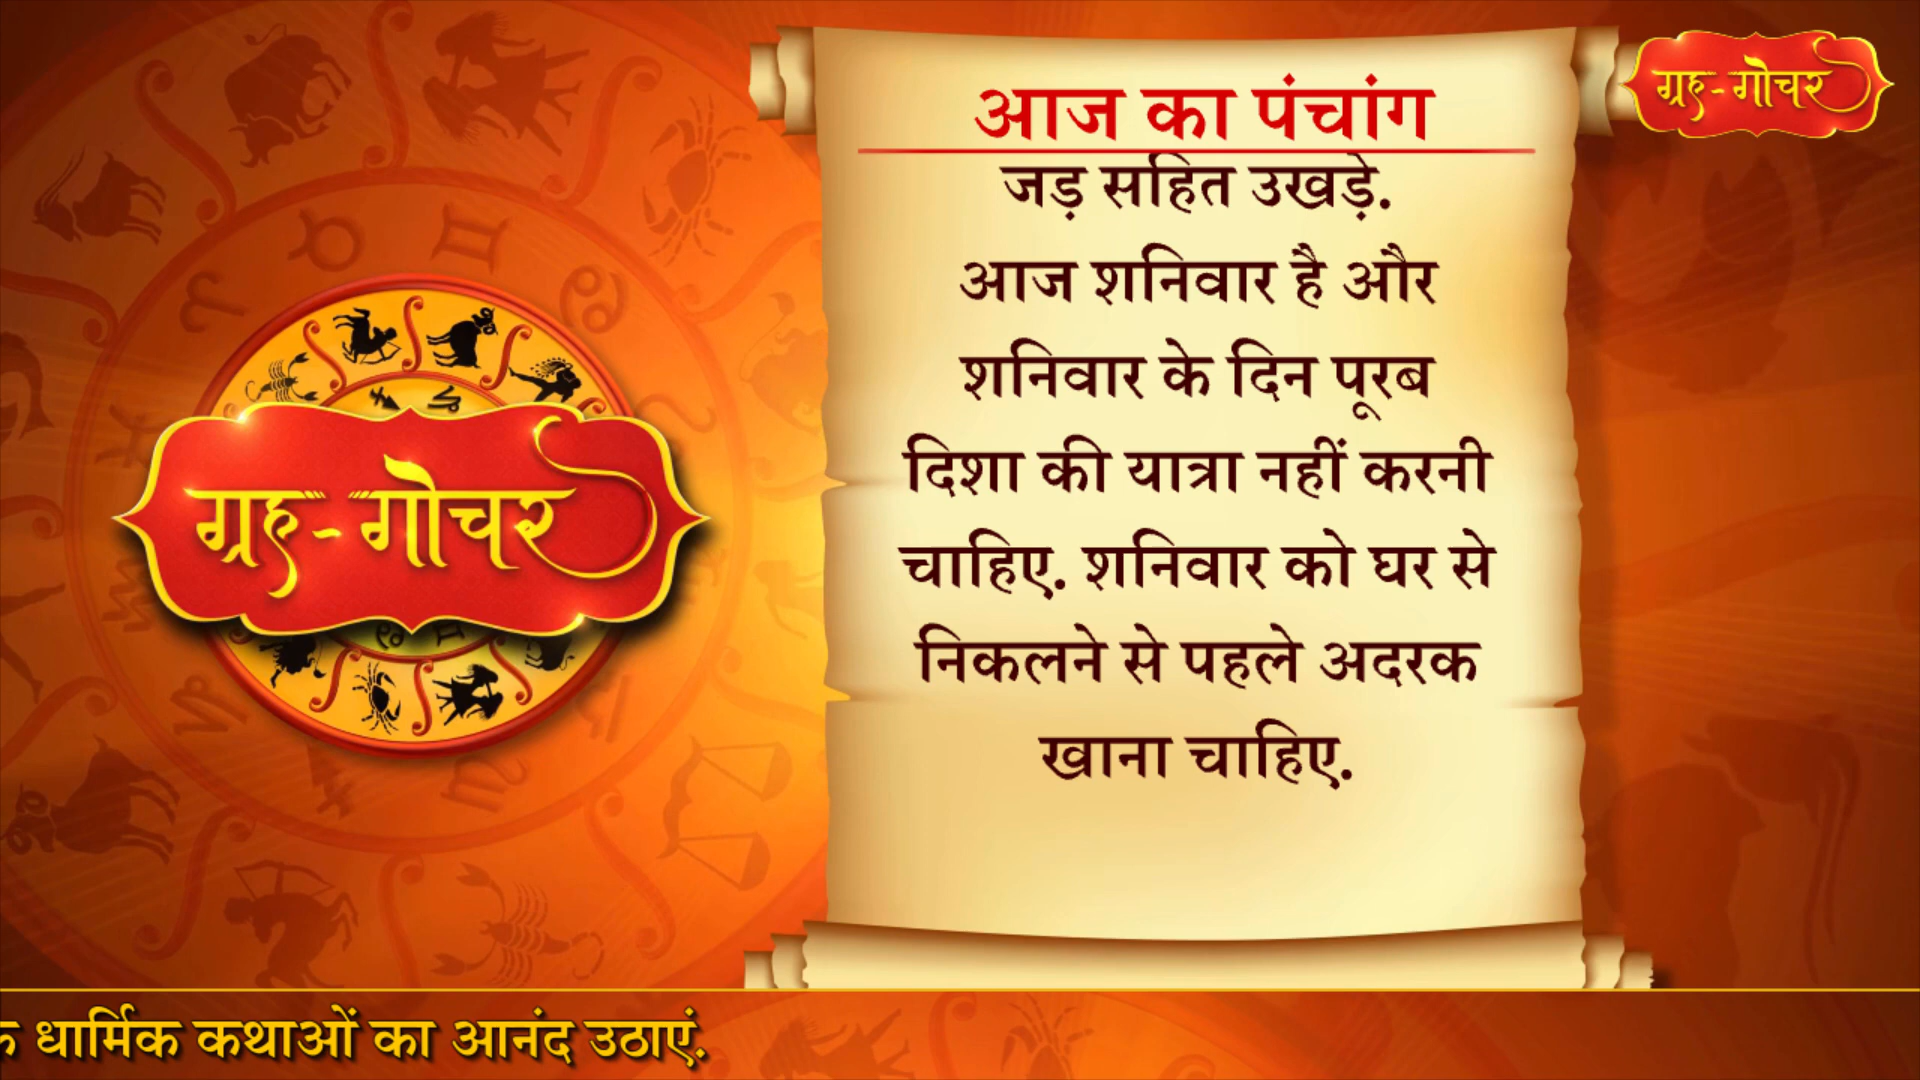 ग्रह-गोचर
आज का पंचांग
जड़ सहित उखड़े.
आज शनिवार है और
शनिवार के दिन पूरब
दिशा की यात्रा नहीं करनी
चाहिए. शनिवार को घर से
निकलने से पहले अदरक
खाना चाहिए.
ग्रह-गोचर
धार्मिक कथाओं का आनंद उठाएं.